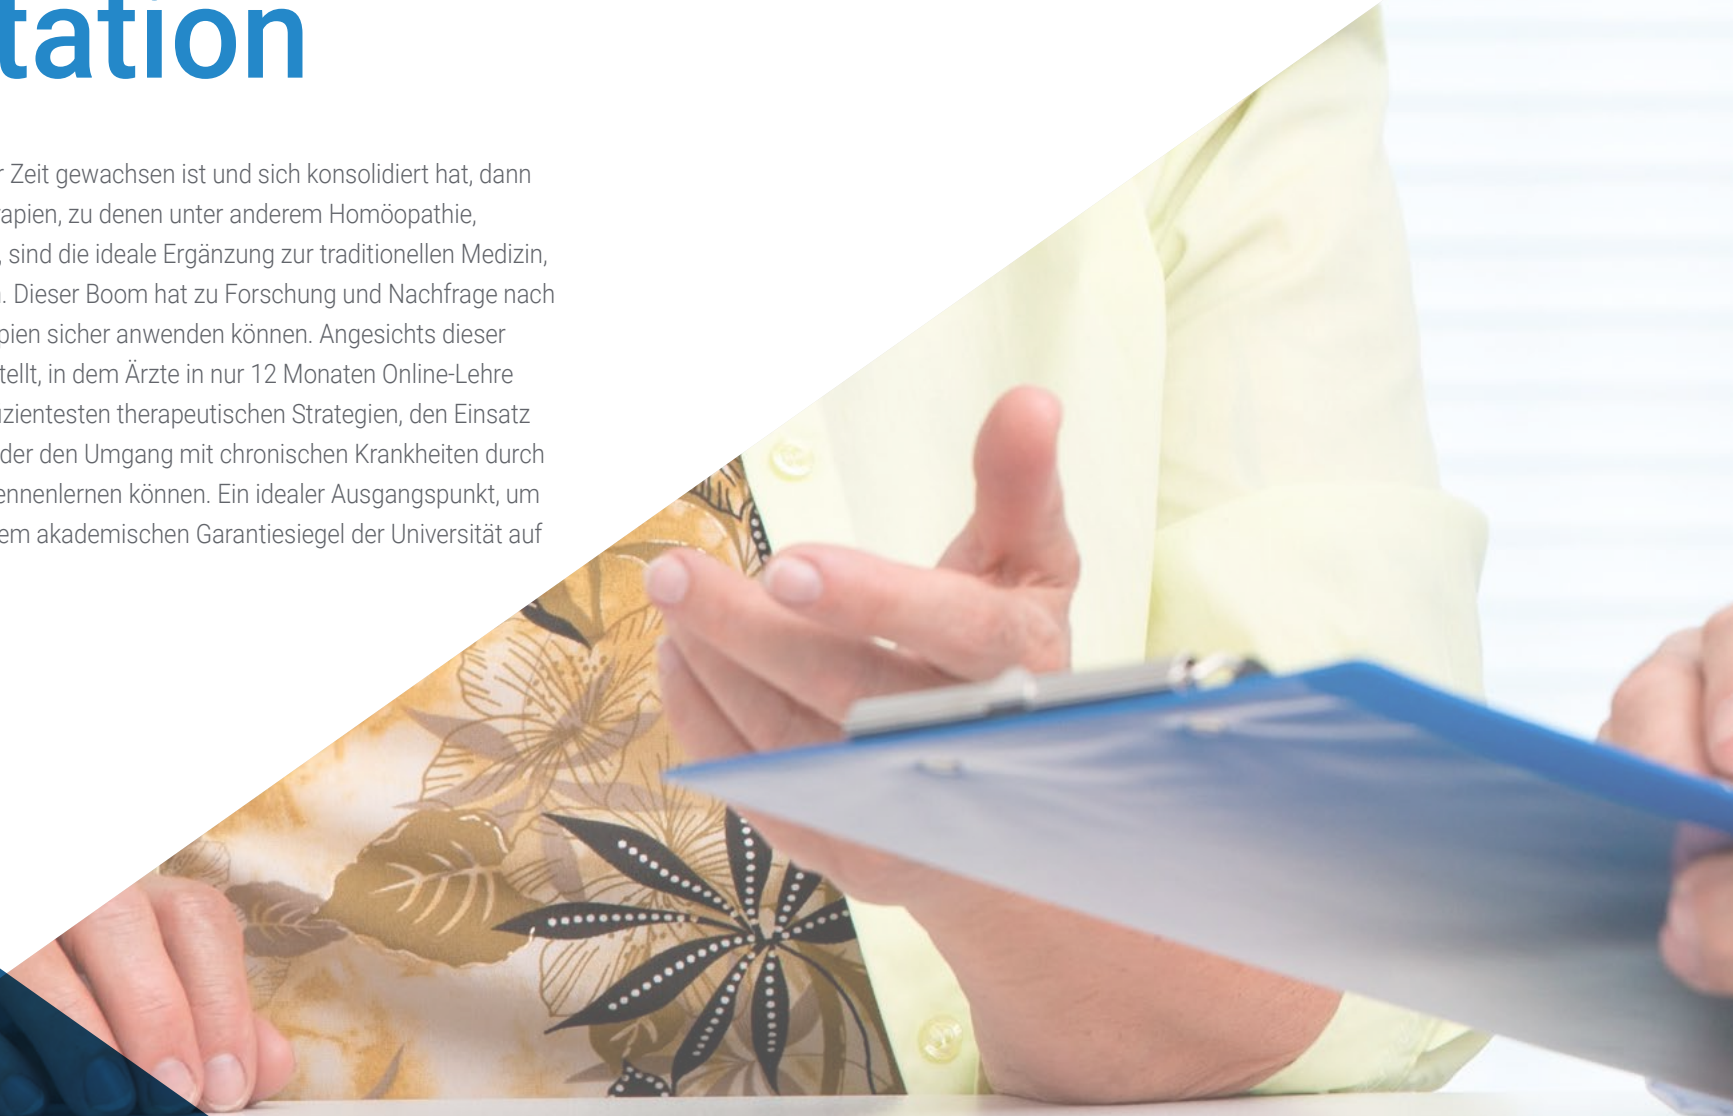 tation
Zeit gewachsen ist und sich konsolidiert hat, dann
apien, zu denen unter anderem Homöopathie,
, sind die ideale Ergänzung zur traditionellen Medizin,
. Dieser Boom hat zu Forschung und Nachfrage nach
pien sicher anwenden können. Angesichts dieser
tellt, in dem Ärzte in nur 12 Monaten Online-Lehre
zientesten therapeutischen Strategien, den Einsatz
der den Umgang mit chronischen Krankheiten durch
ennenlernen können. Ein idealer Ausgangspunkt, um
em akademischen Garantiesiegel der Universität auf